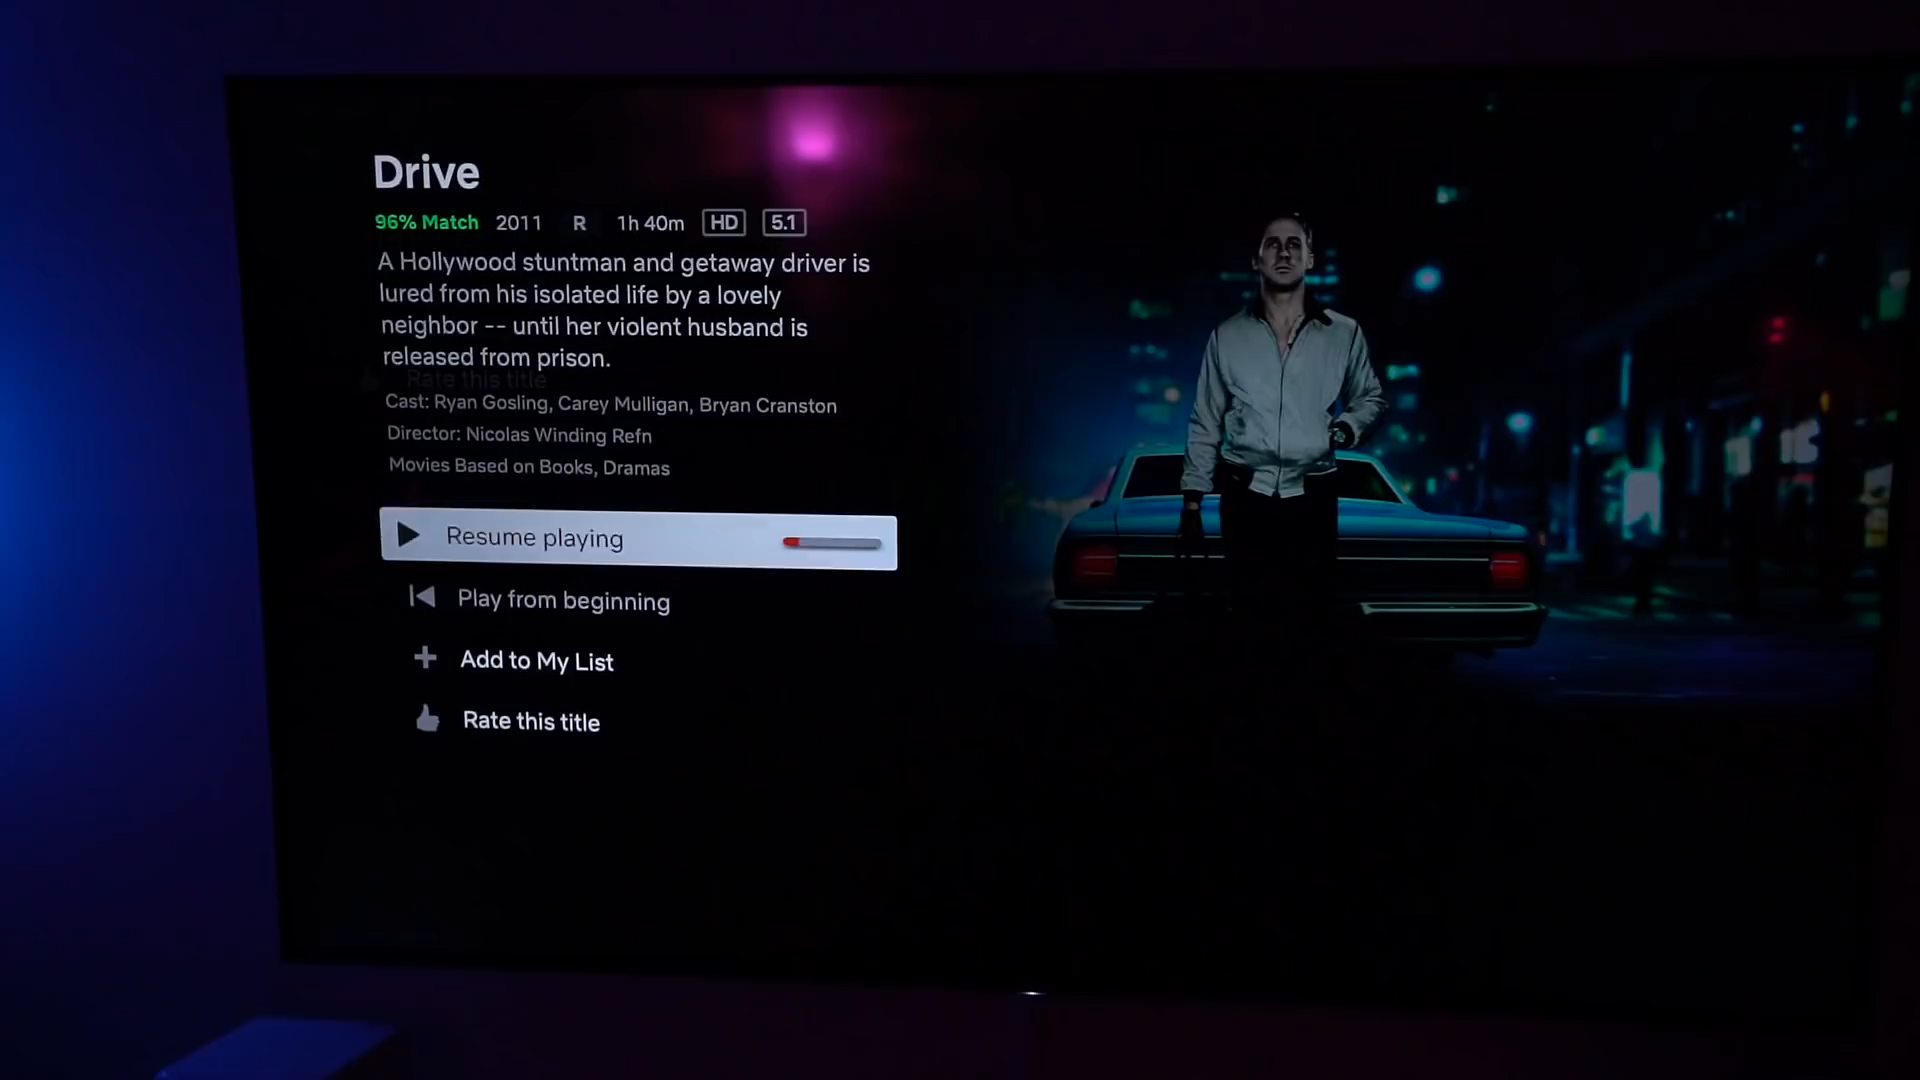 Drive
96% Match 2011 R 1h 40m HD 5.1
A Hollywood stuntman and getaway driver is
lured from his isolated life by a lovely
neighbor -- until her violent husband is
released from prison.
Rate this title
Cast: Ryan Gosling, Carey Mulligan, Bryan Cranston
Director: Nicolas Winding Refn
Movies Based on Books, Dramas
Resume playing
Play from beginning
Add to My List
Rate this title